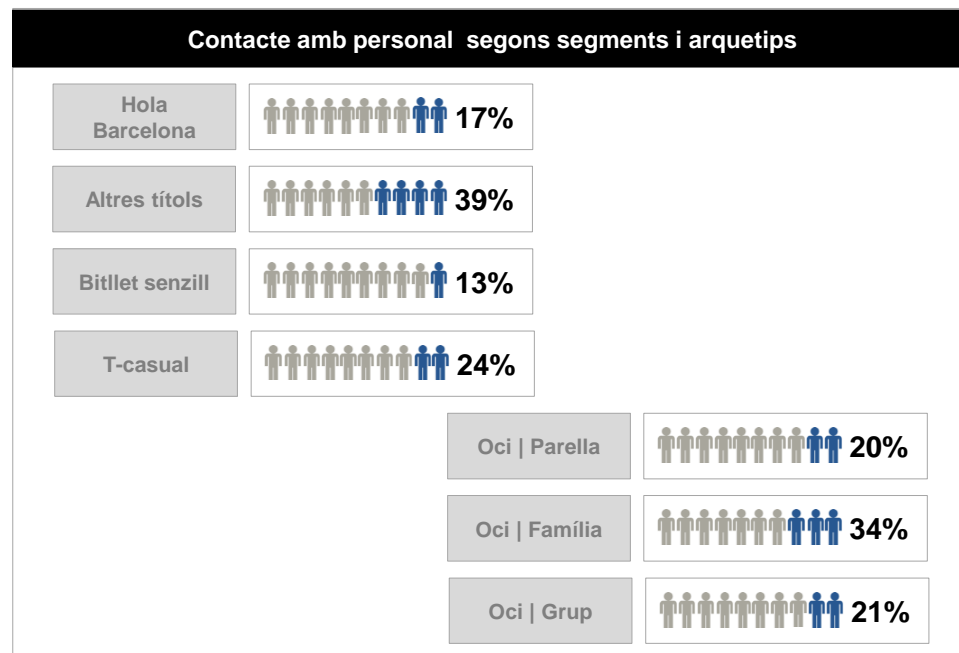 Contacte amb personal  segons segments i arquetips
Hola
Barcelona
17%
Altres títols
39%
Bitllet senzill
13%
T-casual
24%
Oci | Parella
20%
Oci | Família
34%
Oci | Grup
21%